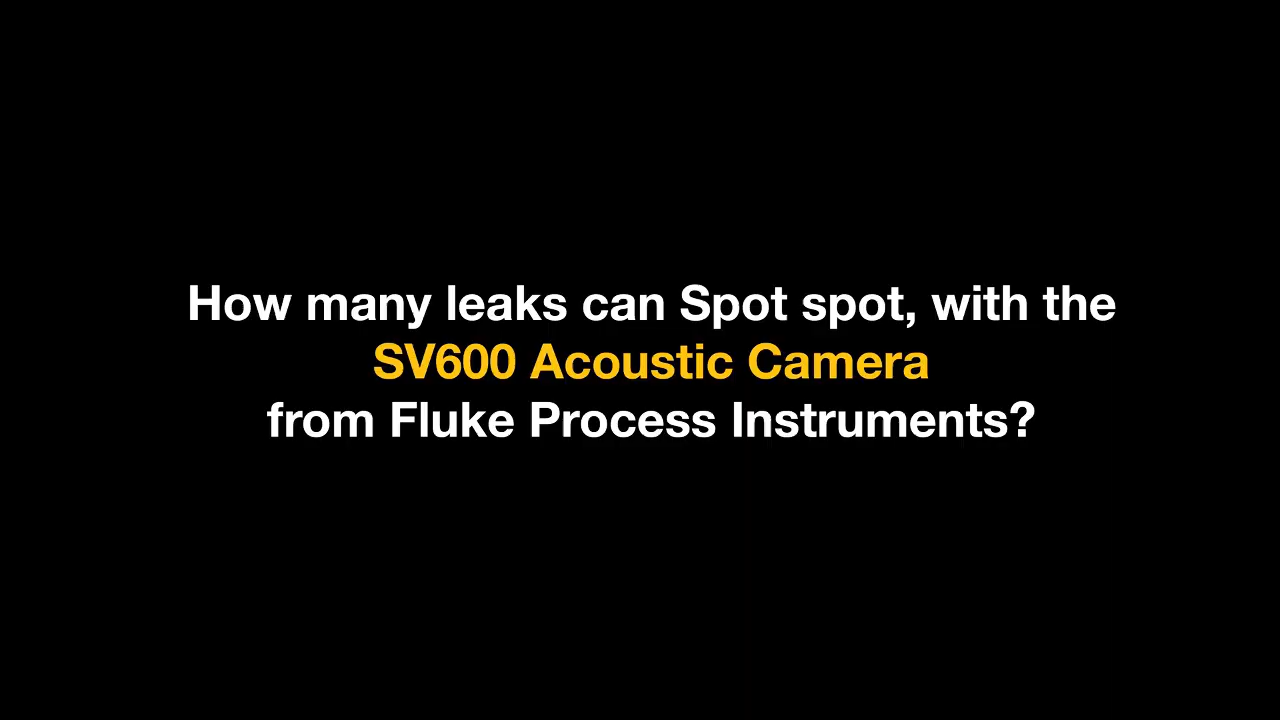 How many leaks can Spot spot, with the
SV600 Acoustic Camera
from Fluke Process Instruments?